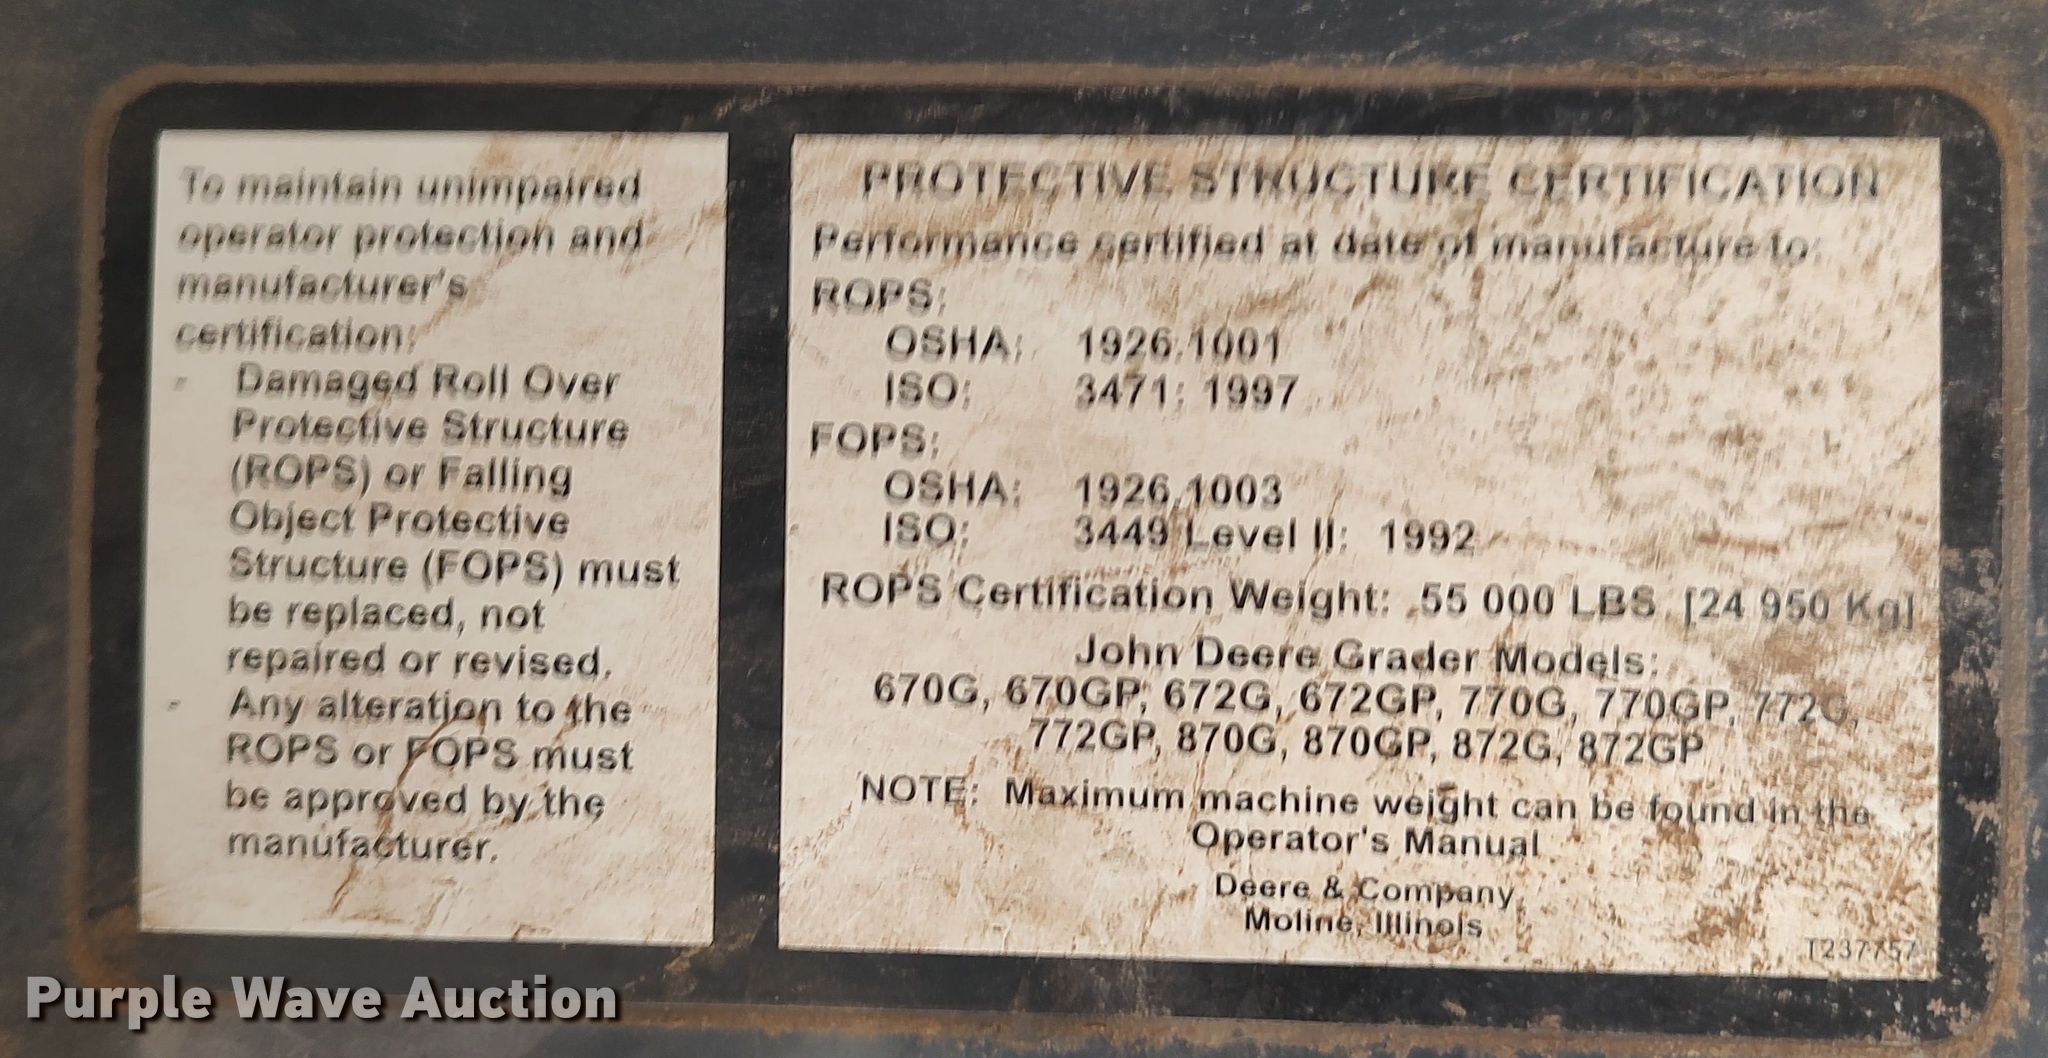 To maintain unimpaired
operator protection and
manufacturer's
certification:
- Damaged Roll Over
Protective Structure
(ROPS) or Falling
Object Protective
Structure (FOPS) must
be replaced, not
repaired or revised.
- Any alteration to the
ROPS or FOPS must
be approved by the
manufacturer.
PROTECTIVE STRUCTURE CERTIFICATION
Performance certified at date of manufacture to:
ROPS:
OSHA: 1926.1001
ISO: 3471: 1997
FOPS:
OSHA: 1926.1003
ISO: 3449 Level II: 1992
ROPS Certification Weight: 55 000 LBS. [24 950 Kg]
John Deere Grader Models:
670G, 670GP, 672G, 672GP, 770G, 770GP, 772G,
772GP, 870G, 870GP, 872G, 872GP
NOTE: Maximum machine weight can be found in the
Operator's Manual
Deere & Company
Moline, Illinois
T237757
Purple Wave Auction